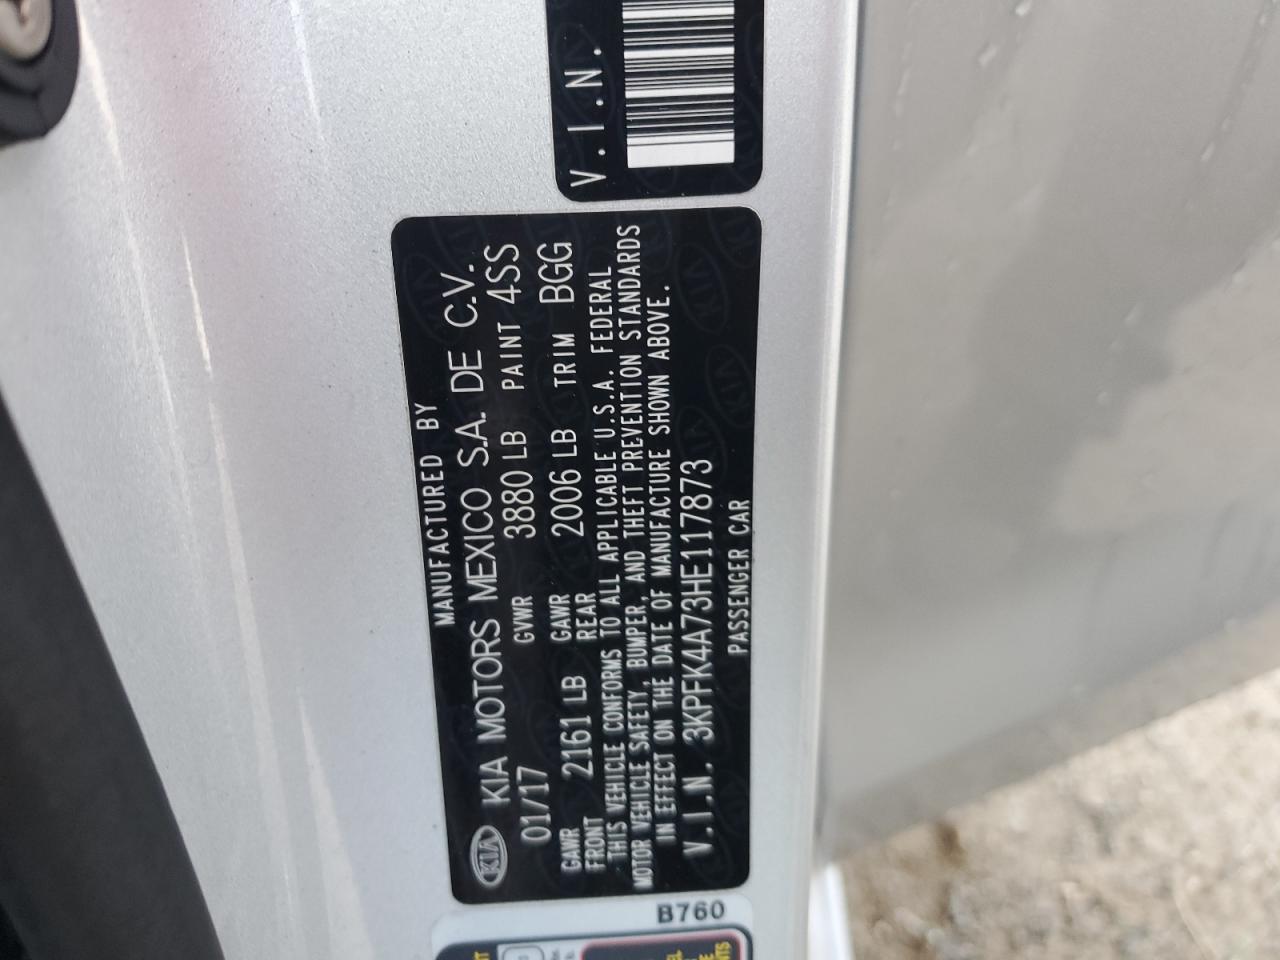 V.I.N.
MANUFACTURED BY
KIA KIA MOTORS MEXICO S.A. DE C.V.
01/17 GVWR 3880 LB PAINT 4SS
GAWR FRONT 2161 LB GAWR REAR 2006 LB TRIM BGG
THIS VEHICLE CONFORMS TO ALL APPLICABLE U.S.A. FEDERAL
MOTOR VEHICLE SAFETY, BUMPER, AND THEFT PREVENTION STANDARDS
IN EFFECT ON THE DATE OF MANUFACTURE SHOWN ABOVE.
V.I.N. 3KPFK4A73HE117873
PASSENGER CAR
B760